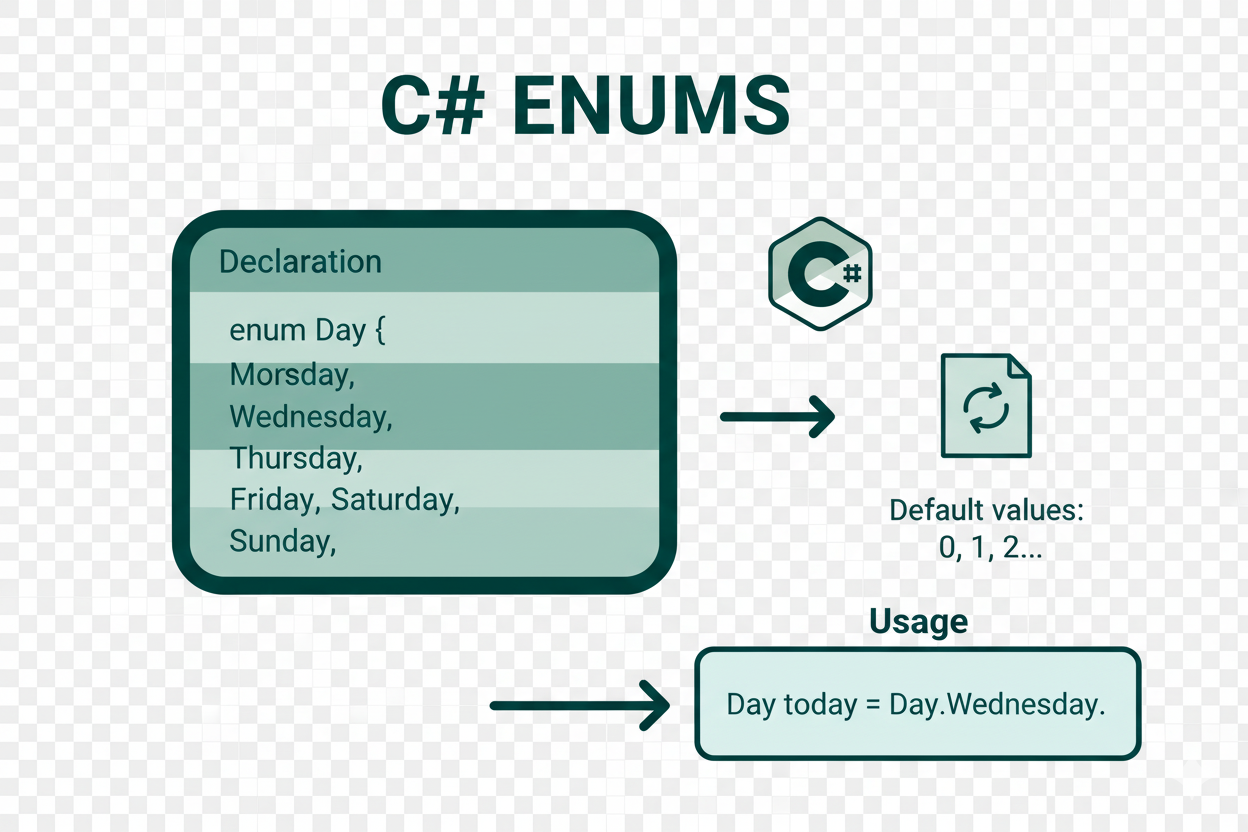 C# ENUMS
Declaration
enum Day {
Morsday,
Wednesday,
Thursday,
Friday, Saturday,
Sunday,
C#
Default values:
0, 1, 2...
Usage
Day today = Day.Wednesday.